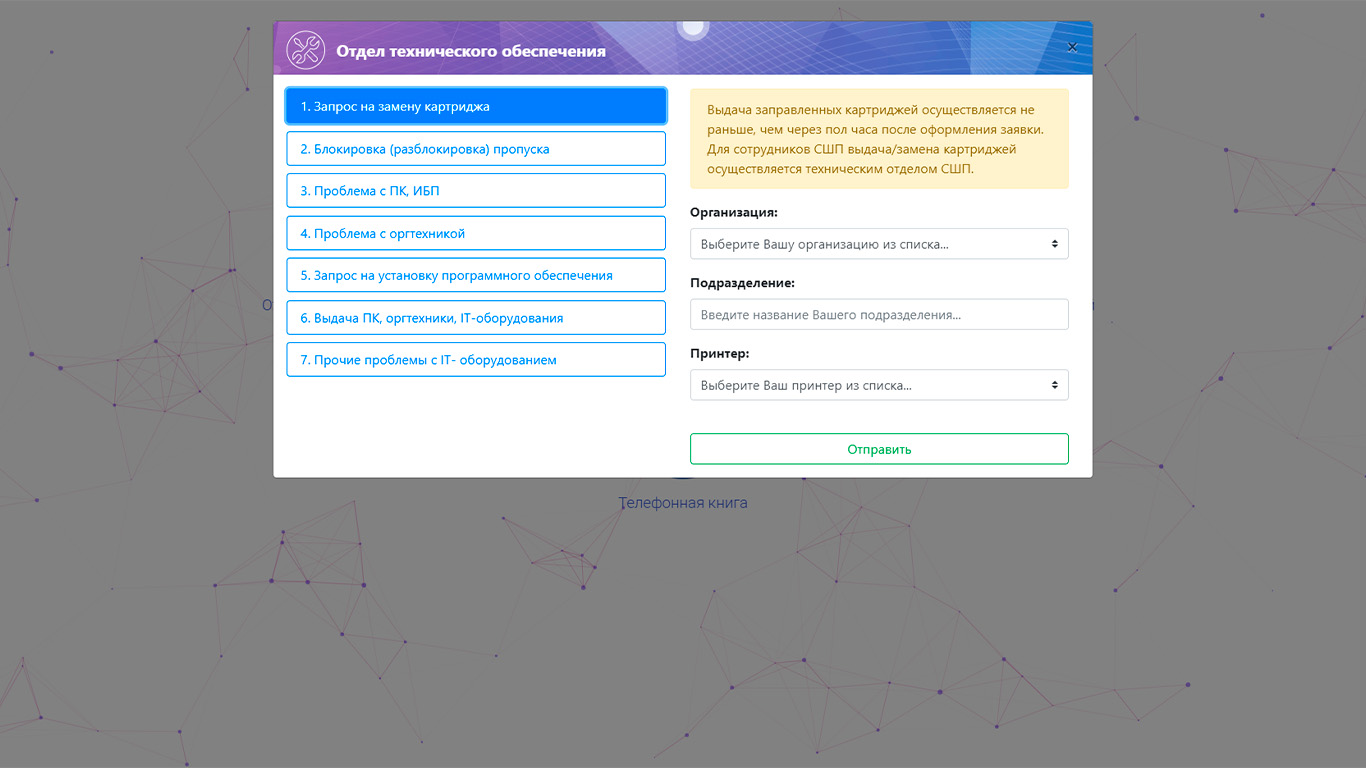 Отдел технического обеспечения
1. Запрос на замену картриджа
2. Блокировка (разблокировка) пропуска
3. Проблема с ПК, ИБП
4. Проблема с оргтехникой
5. Запрос на установку программного обеспечения
6. Выдача ПК, оргтехники, IT-оборудования
7. Прочие проблемы с IT- оборудованием
Выдача заправленных картриджей осуществляется не
раньше, чем через пол часа после оформления заявки.
Для сотрудников СШП выдача/замена картриджей
осуществляется техническим отделом СШП.
Организация:
Выберите Вашу организацию из списка...
Подразделение:
Введите название Вашего подразделения...
Принтер:
Выберите Ваш принтер из списка...
Отправить
Телефонная книга